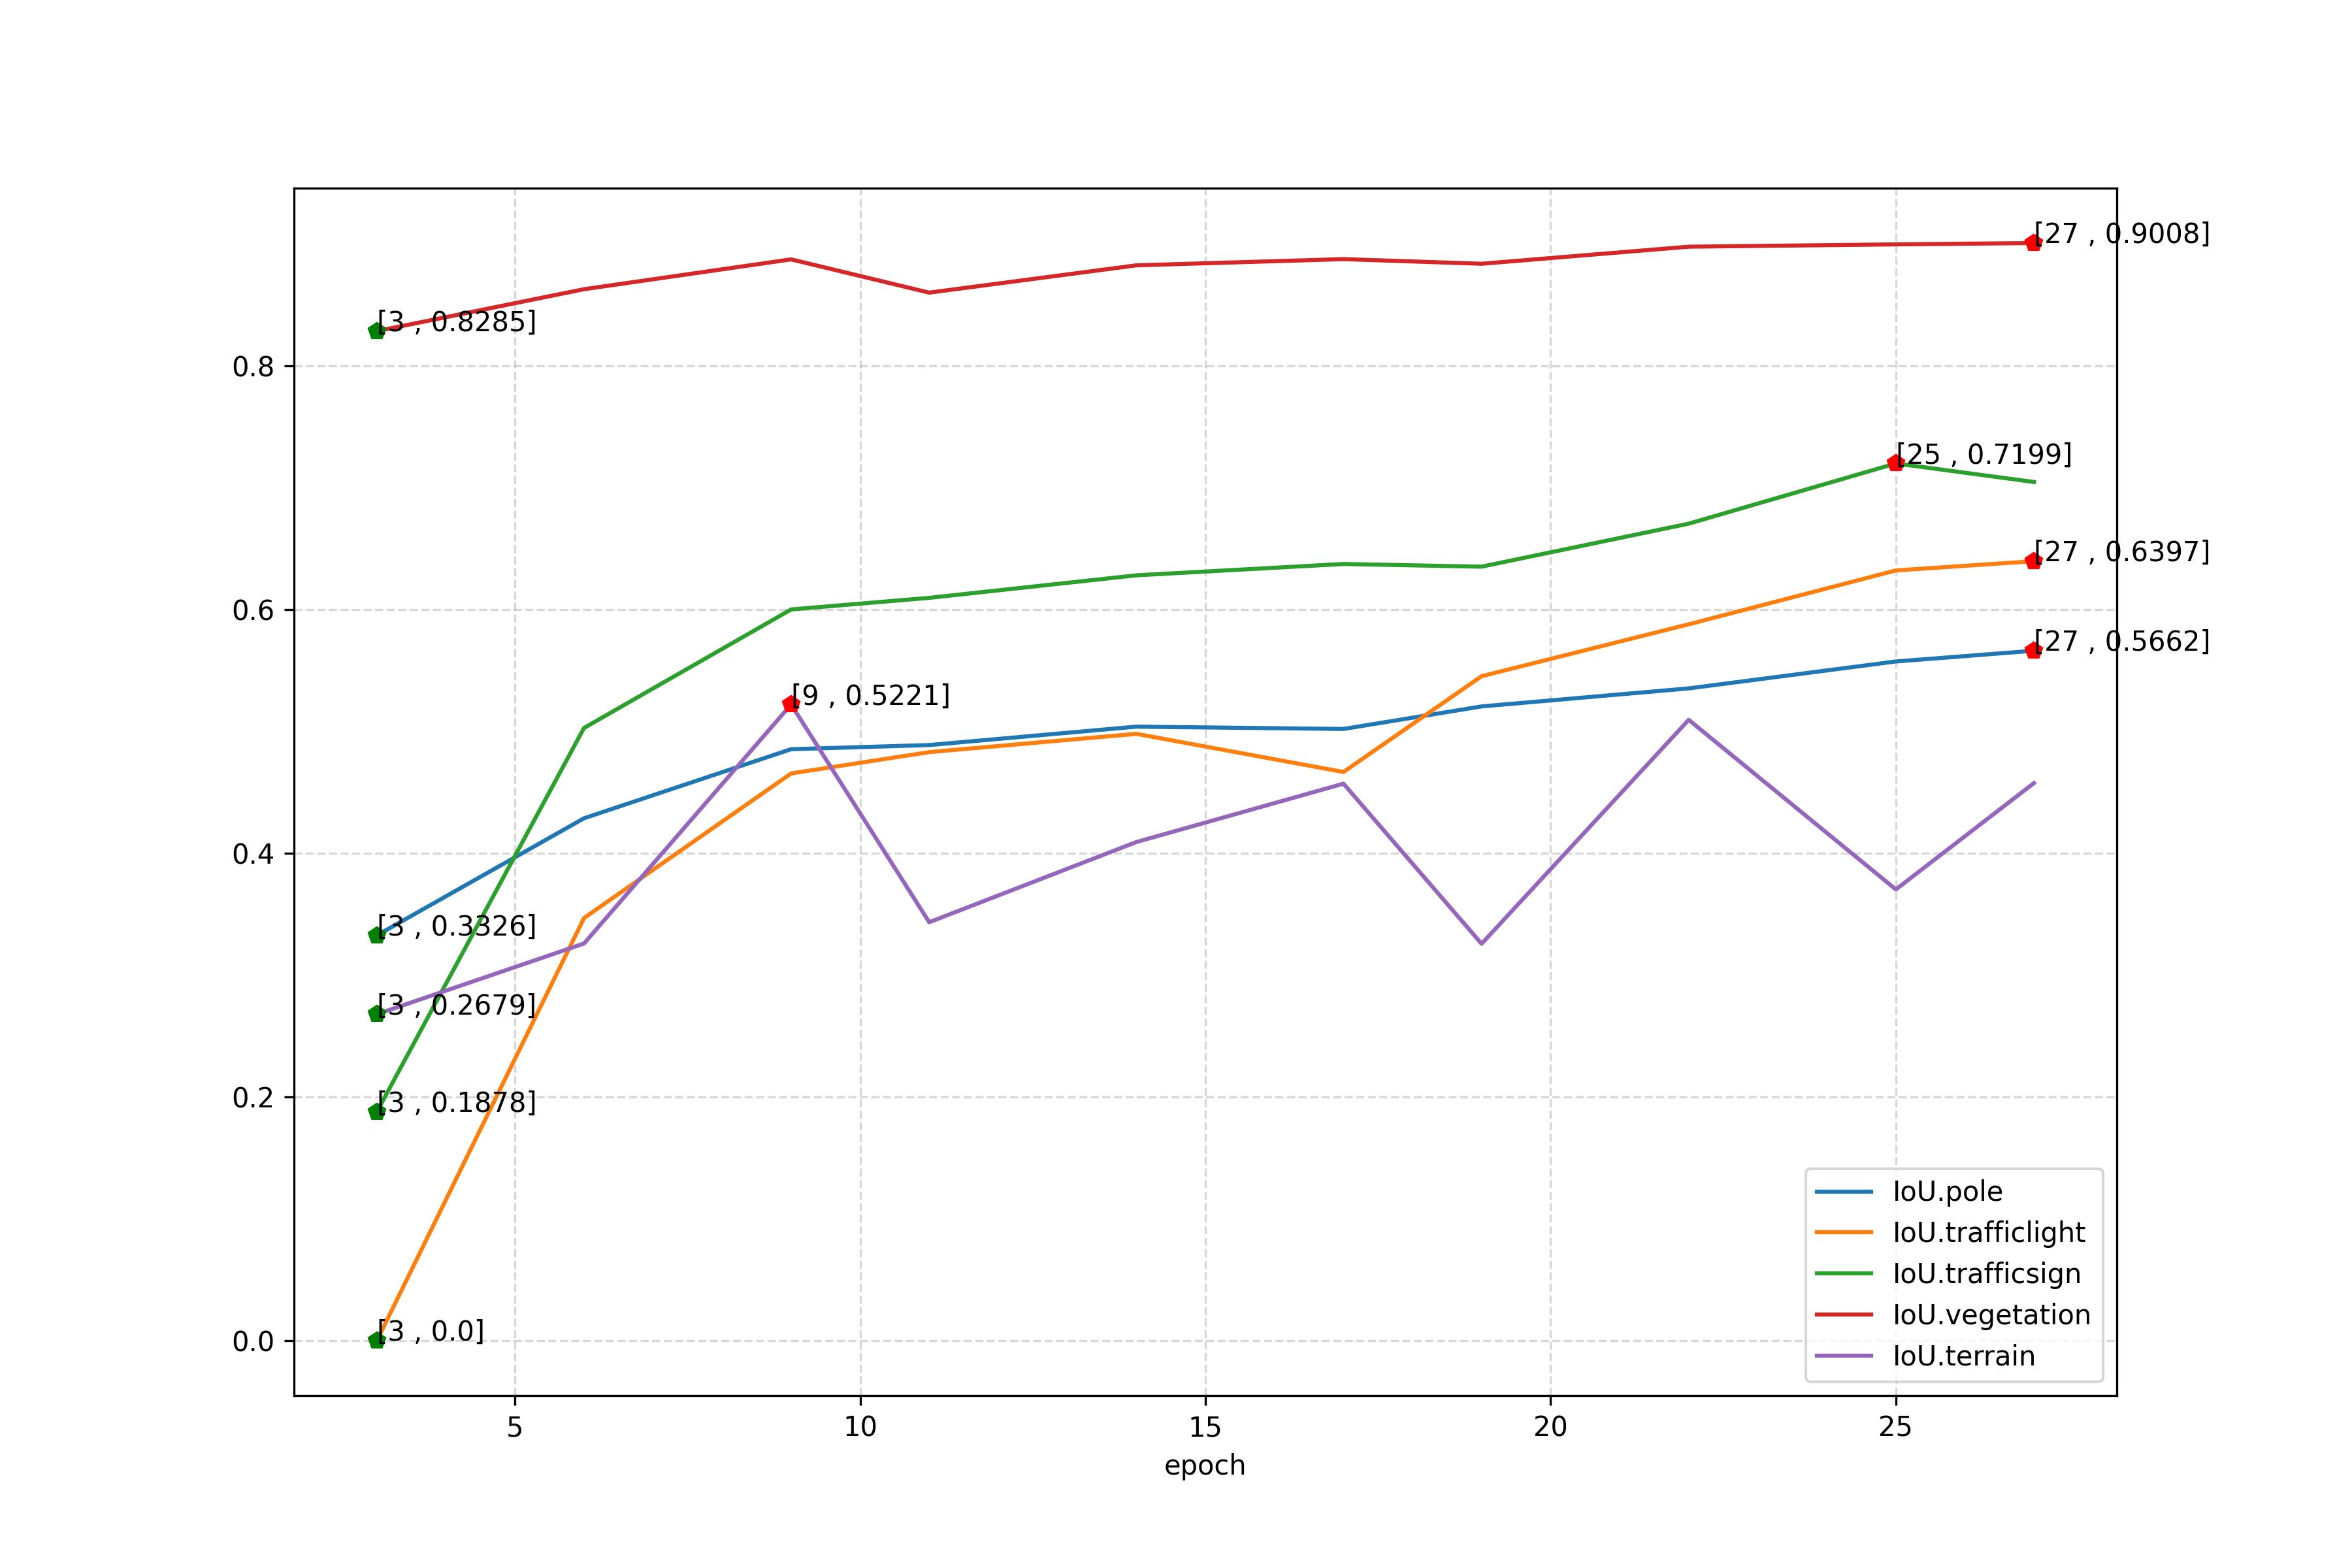 [27 , 0.9008]
[3 , 0.8285]
0.8
[25 , 0.7199]
[27 , 0.6397]
0.6
[27 , 0.5662]
[9 , 0.5221]
0.4
[3 , 0.3326]
[3 , 0.2679]
0.2
[3 , 0.1878]
[3 , 0.0]
0.0
IoU.pole
IoU.trafficlight
IoU.trafficsign
IoU.vegetation
IoU.terrain
5 10 15 20 25
epoch